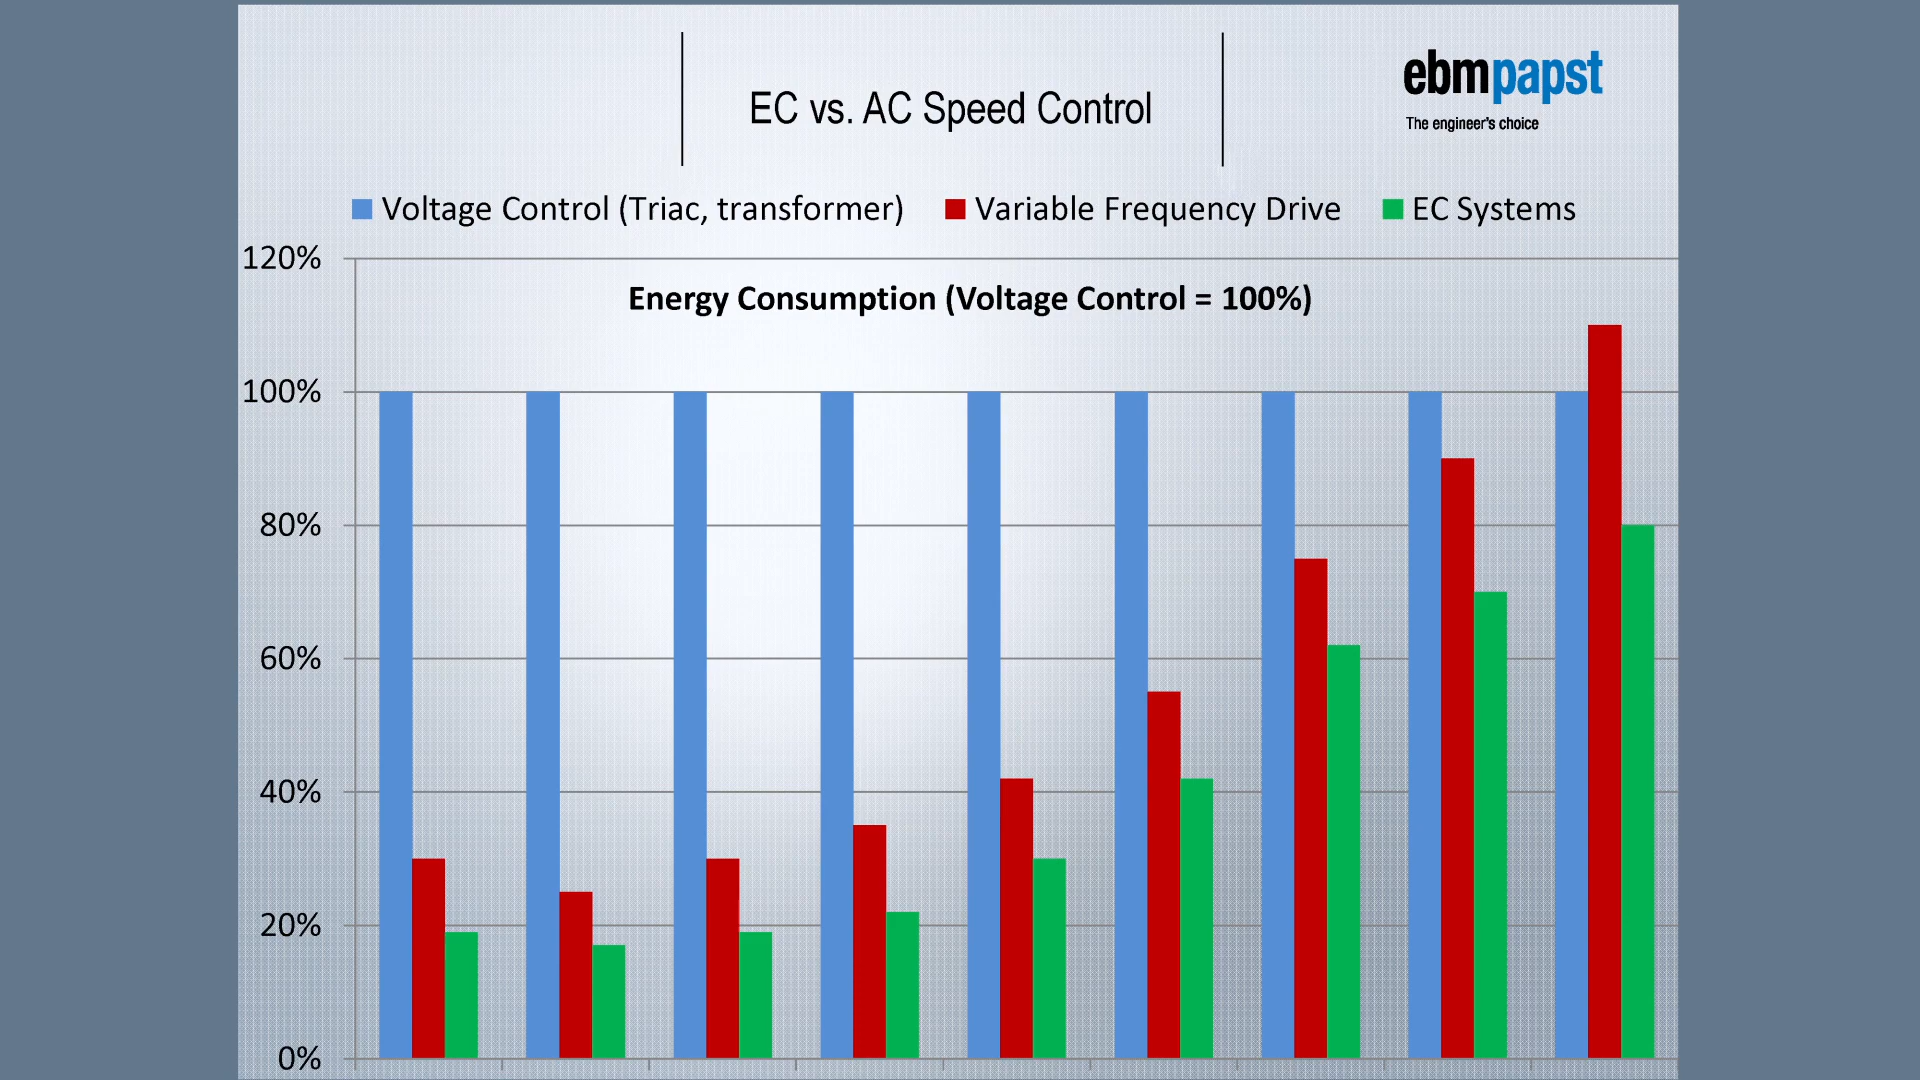 EC vs. AC Speed Control
ebmpapst
The engineer's choice
Voltage Control (Triac, transformer) Variable Frequency Drive EC Systems
Energy Consumption (Voltage Control = 100%)
120%
100%
80%
60%
40%
20%
0%